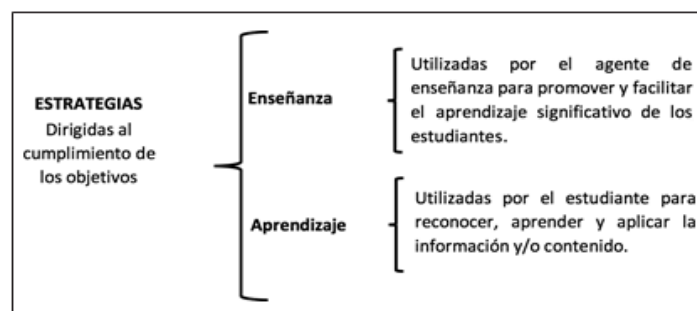 ESTRATEGIAS
Dirigidas al
cumplimiento de
los objetivos
Enseñanza
Utilizadas por el agente de
enseñanza para promover y facilitar
el aprendizaje significativo de los
estudiantes.
Aprendizaje
Utilizadas por el estudiante para
reconocer, aprender y aplicar la
información y/o contenido.